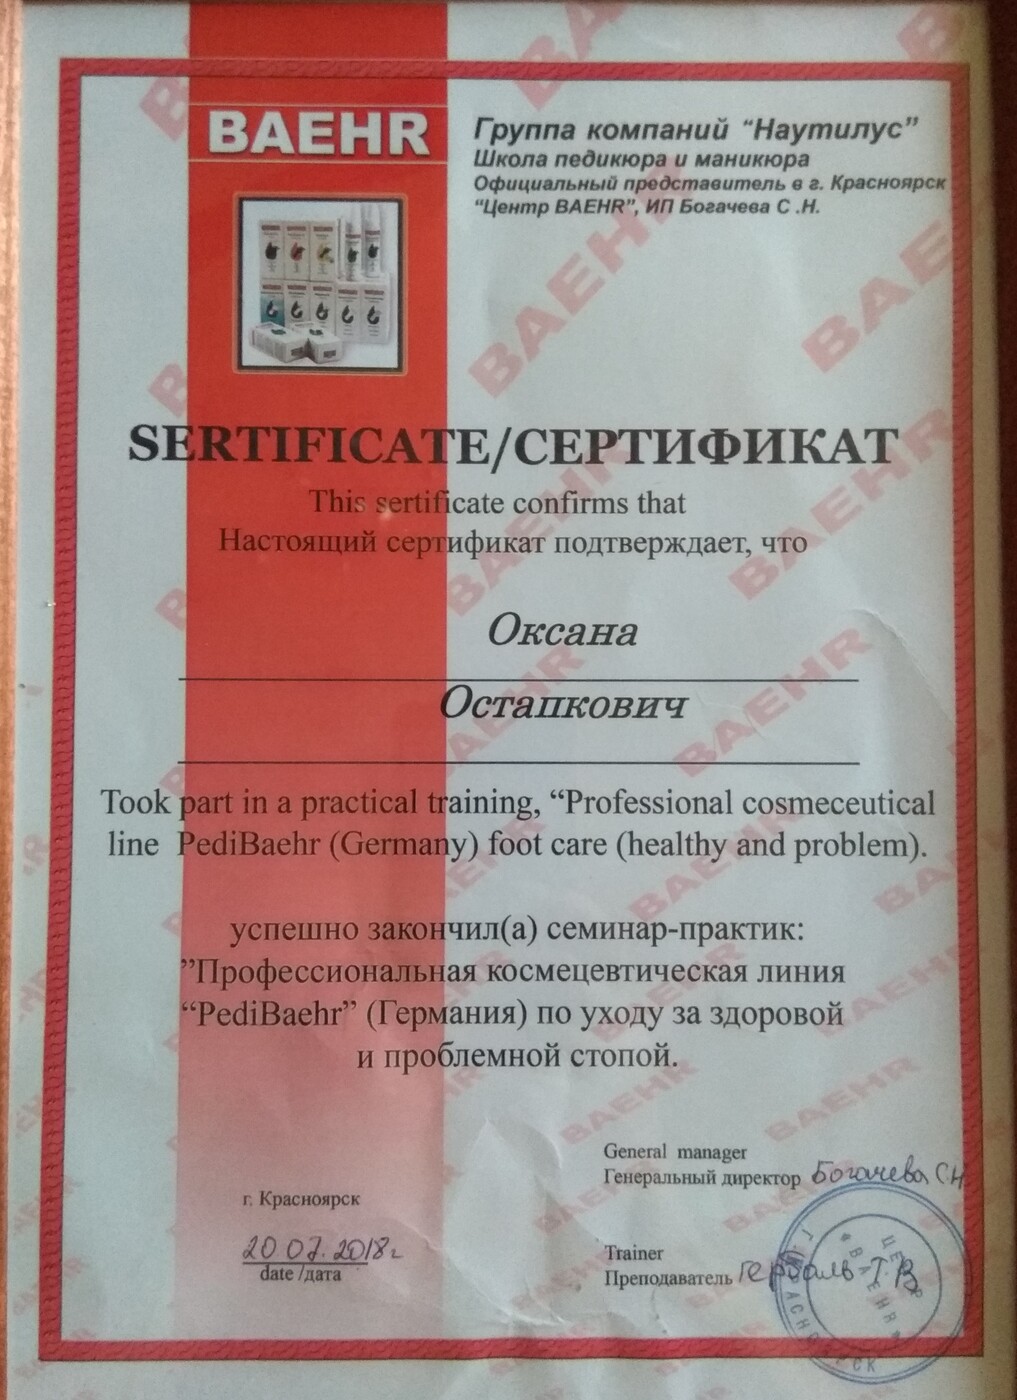 BAEHR
Группа компаний “Наутилус”
Школа педикюра и маникюра
Официальный представитель в г. Красноярск
“Центр BAEHR”, ИП Богачева С .Н.
SERTIFICATE/СЕРТИФИКАТ
This sertificate confirms that
Настоящий сертификат подтверждает, что
Оксана
Остапкович
Took part in a practical training, “Professional cosmeceutical
line PediBaehr (Germany) foot care (healthy and problem).
успешно закончил(а) семинар-практик:
”Профессиональная космецевтическая линия
“PediBaehr” (Германия) по уходу за здоровой
и проблемной стопой.
General manager
Генеральный директор Богачева С.Н
г. Красноярск
20 07. 2018г
date /дата
Trainer
Преподаватель Т.В
ЦЕНТР
"BAEHR"
г. КРАСНОЯРСК